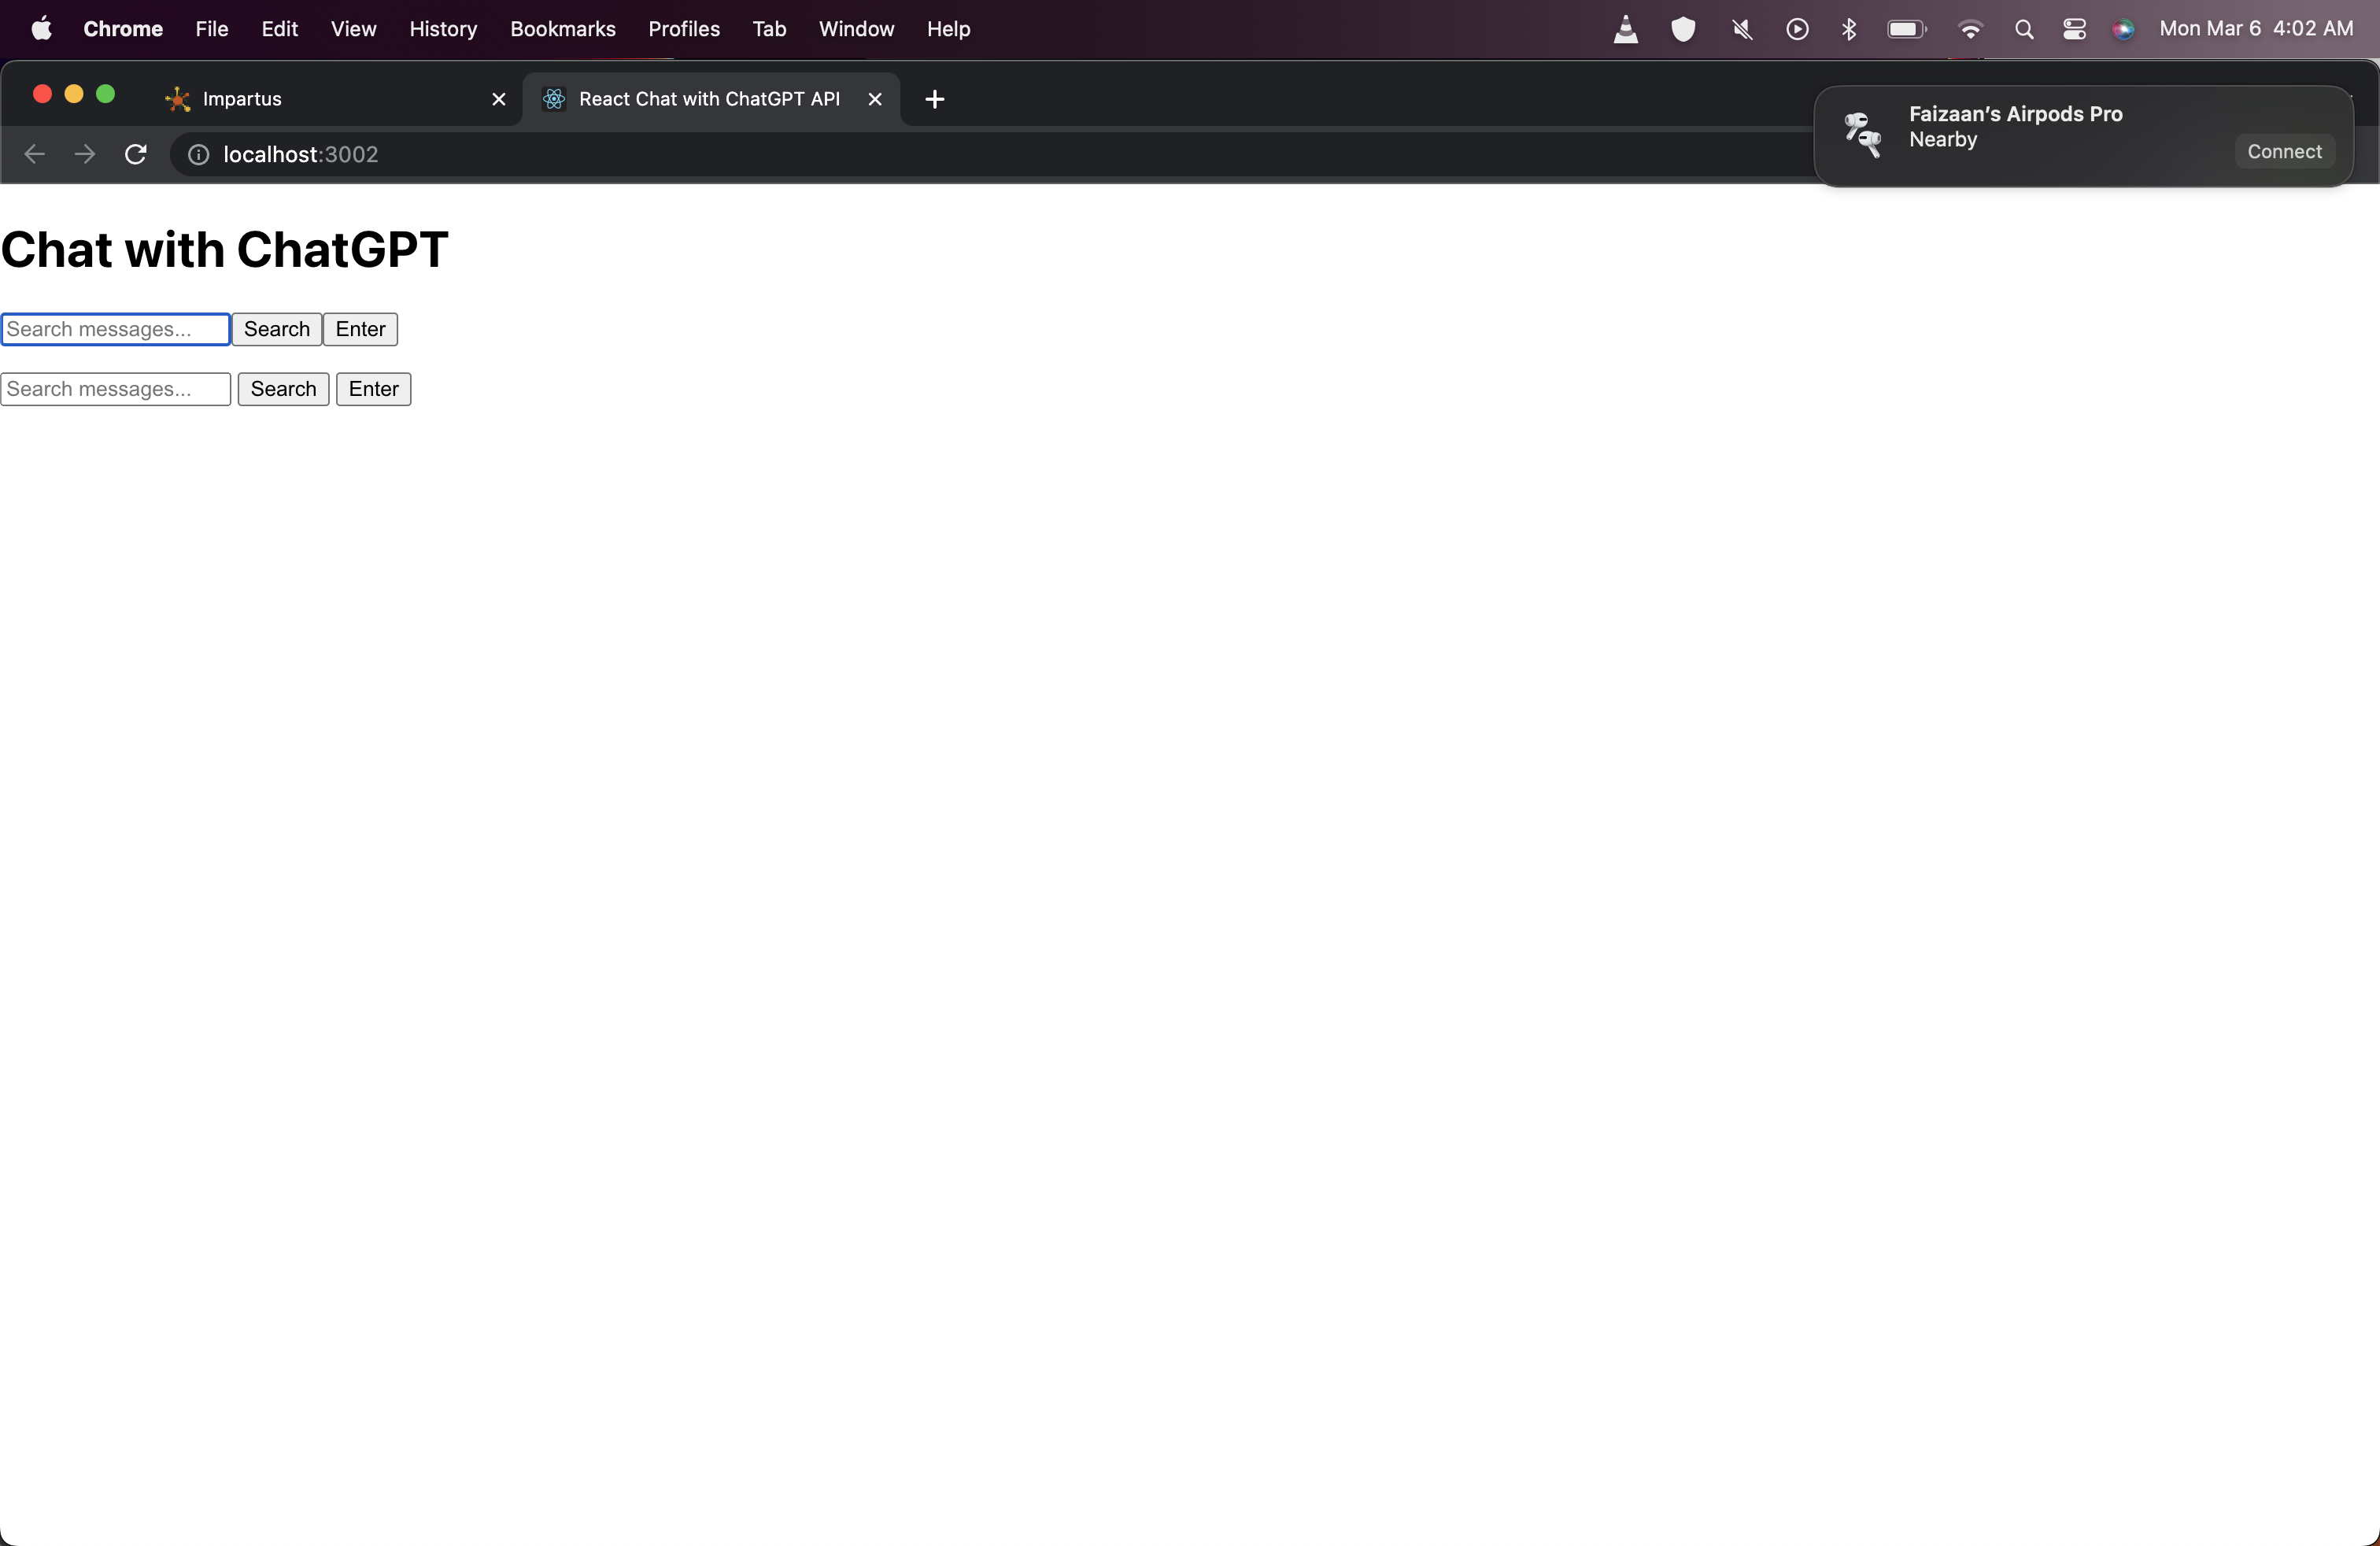 Chrome File Edit View History Bookmarks Profiles Tab Window Help Mon Mar 6 4:02 AM
Impartus React Chat with ChatGPT API
Faizaan's Airpods Pro
Nearby
Connect
localhost:3002
Chat with ChatGPT
Search messages... Search Enter
Search messages... Search Enter